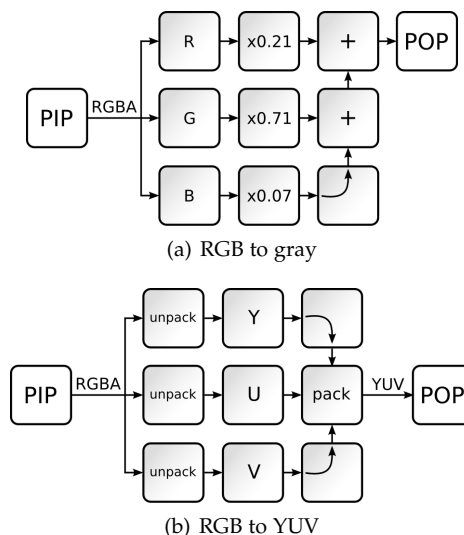 R x0.21 + POP
PIP RGBA G x0.71 +
B x0.07
(a) RGB to gray
unpack Y
PIP RGBA unpack U pack YUV POP
unpack V
(b) RGB to YUV